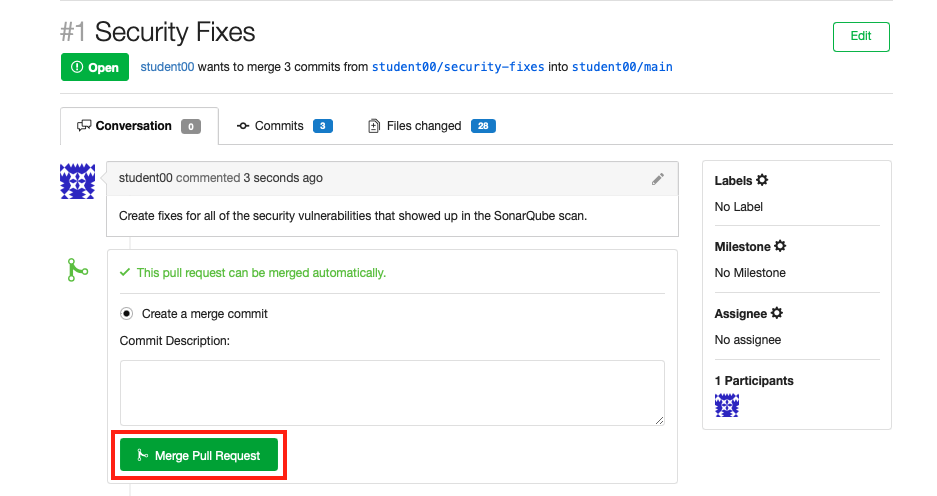 #1 Security Fixes
Edit
Open student00 wants to merge 3 commits from student00/security-fixes into student00/main
Conversation 0 Commits 3 Files changed 28
student00 commented 3 seconds ago
Create fixes for all of the security vulnerabilities that showed up in the SonarQube scan.
This pull request can be merged automatically.
Create a merge commit
Commit Description:
Merge Pull Request
Labels
No Label
Milestone
No Milestone
Assignee
No assignee
1 Participants